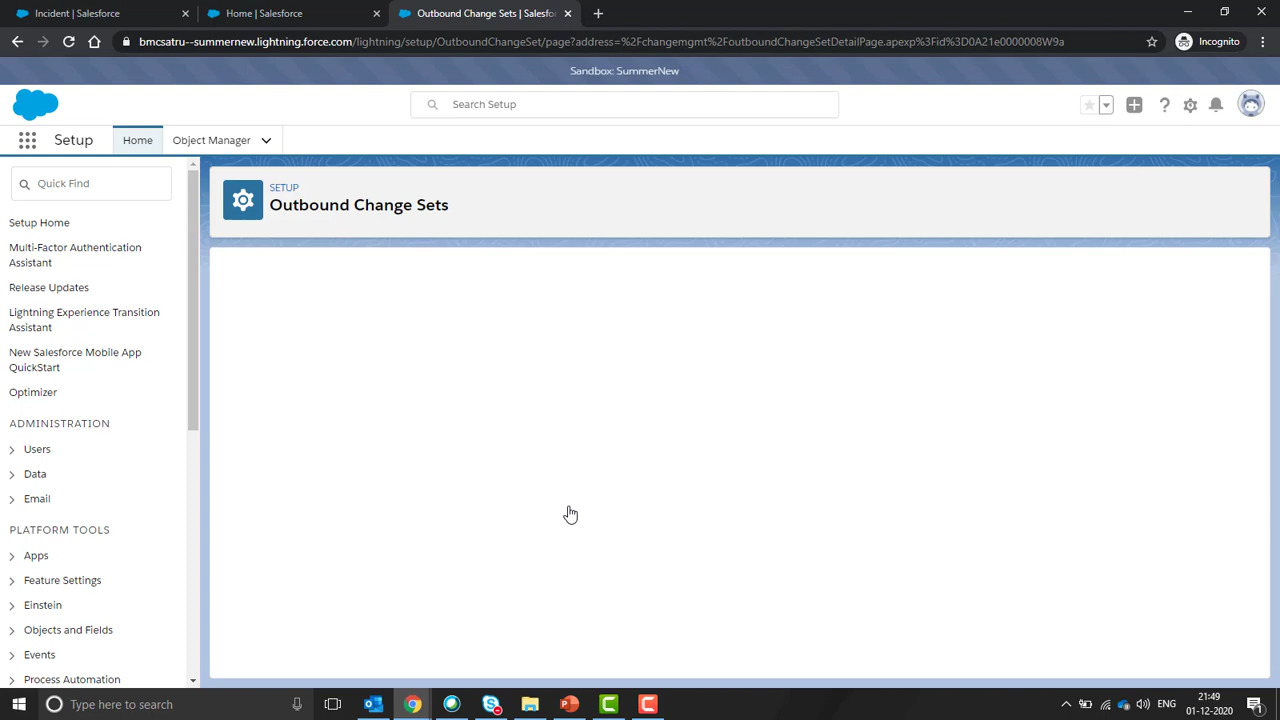 Incident | Salesforce
Home | Salesforce
Outbound Change Sets | Salesfor
bmcsatru--summernew.lightning.force.com/lightning/setup/OutboundChangeSet/page?address=%2Fchangemgmt%2FoutboundChangeSetDetailPage.apexp%3Fid%3D0A21e0000008W9a
Incognito
Sandbox: SummerNew
Search Setup
Setup
Home
Object Manager
Quick Find
SETUP
Outbound Change Sets
Setup Home
Multi-Factor Authentication
Assistant
Release Updates
Lightning Experience Transition
Assistant
New Salesforce Mobile App
QuickStart
Optimizer
ADMINISTRATION
Users
Data
Email
PLATFORM TOOLS
Apps
Feature Settings
Einstein
Objects and Fields
Events
Process Automation
Type here to search
ENG
21:49
01-12-2020